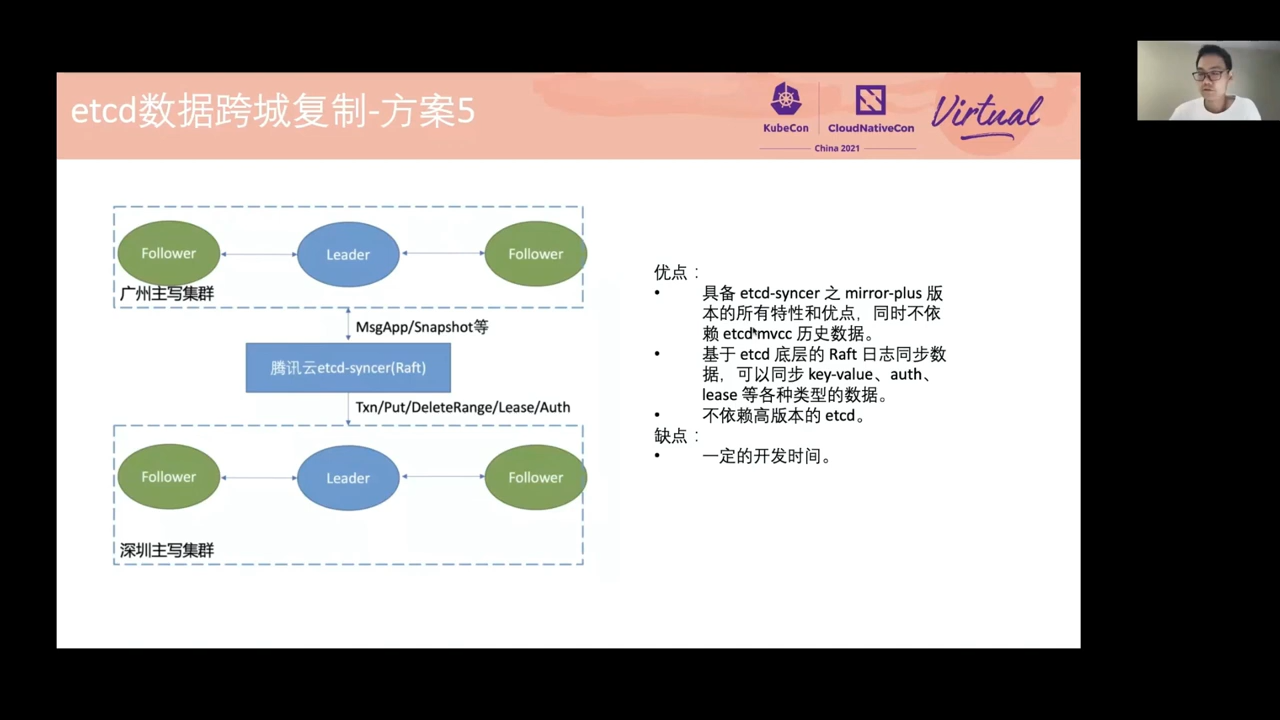 etcd数据跨城复制-方案5
KubeCon
CloudNativeCon
China 2021
Virtual
Follower
Leader
Follower
广州主写集群
MsgApp/Snapshot等
腾讯云etcd-syncer(Raft)
Txn/Put/DeleteRange/Lease/Auth
Follower
Leader
Follower
深圳主写集群
优点：
• 具备 etcd-syncer 之 mirror-plus 版
本的所有特性和优点，同时不依
赖 etcd mvcc 历史数据。
• 基于 etcd 底层的 Raft 日志同步数
据，可以同步 key-value、auth、
lease 等各种类型的数据。
• 不依赖高版本的 etcd。
缺点：
• 一定的开发时间。